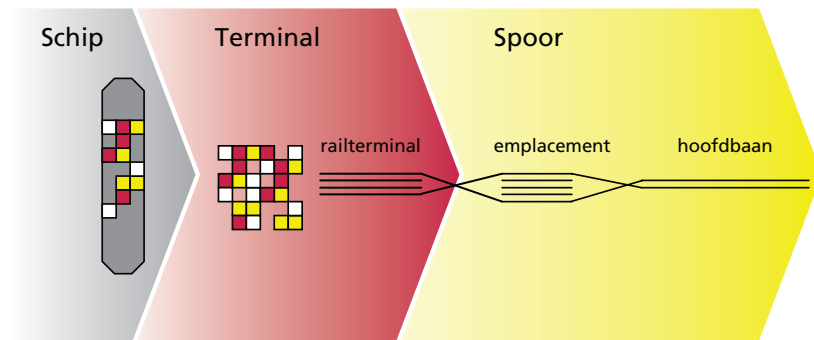 Schip
Terminal
Spoor
railterminal
emplacement
hoofdbaan